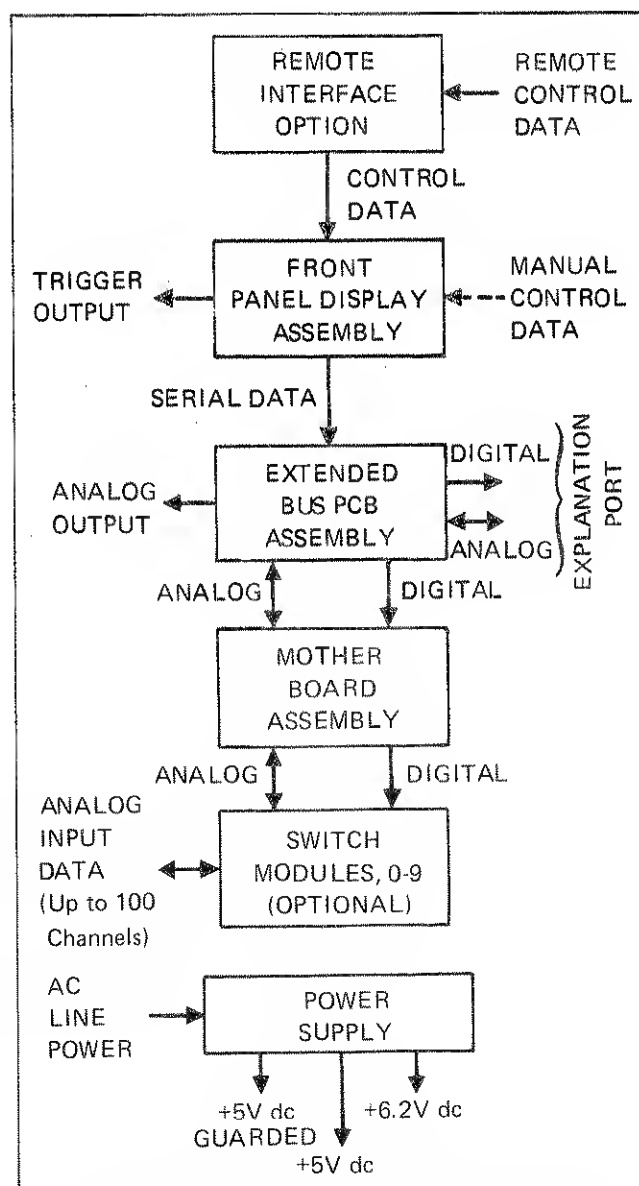 REMOTE
INTERFACE
OPTION
REMOTE
CONTROL
DATA
CONTROL
DATA
TRIGGER
OUTPUT
FRONT
PANEL DISPLAY
ASSEMBLY
MANUAL
CONTROL
DATA
SERIAL DATA
ANALOG
OUTPUT
EXTENDED
BUS PCB
ASSEMBLY
DIGITAL
ANALOG
EXPLANATION
PORT
ANALOG
DIGITAL
MOTHER
BOARD
ASSEMBLY
ANALOG
DIGITAL
ANALOG
INPUT
DATA
(Up to 100
Channels)
SWITCH
MODULES, 0-9
(OPTIONAL)
AC
LINE
POWER
POWER
SUPPLY
+5V dc
GUARDED
+5V dc
+6.2V dc